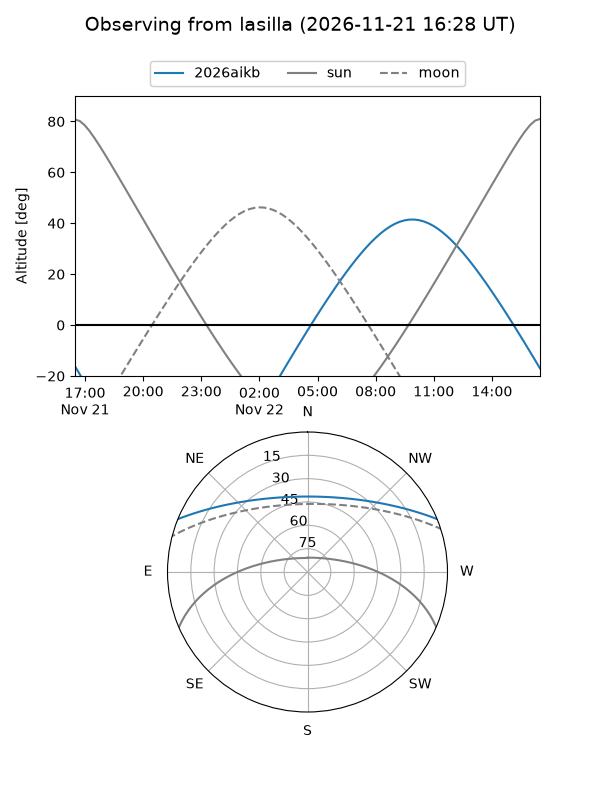 Observing from lasilla (2026-11-21 16:28 UT)
2026aikb sun moon
Altitude [deg]
80
60
40
20
0
−20
17:00 20:00 23:00 02:00 05:00 08:00 11:00 14:00
Nov 21 Nov 22
N
NE NW
15
30
45
60
75
E W
SE SW
S